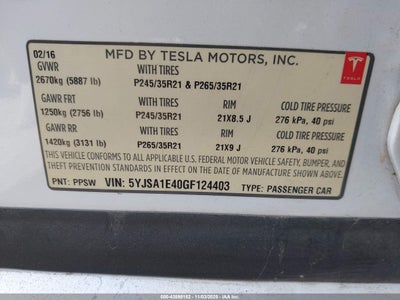 02/16 MFD BY TESLA MOTORS, INC.
GVWR WITH TIRES
2670kg (5887 lb) P245/35R21 & P265/35R21
TESLA
GAWR FRT WITH TIRES RIM COLD TIRE PRESSURE
1250kg (2756 lb) P245/35R21 21X8.5 J 276 kPa, 40 psi
GAWR RR WITH TIRES RIM COLD TIRE PRESSURE
1420kg (3131 lb) P265/35R21 21X9 J 276 kPa, 40 psi
THIS VEHICLE CONFORMS TO ALL APPLICABLE U.S. FEDERAL MOTOR VEHICLE SAFETY, BUMPER, AND
THEFT PREVENTION STANDARDS IN EFFECT ON THE DATE OF MANUFACTURE SHOWN ABOVE.
PNT: PPSW VIN: 5YJSA1E40GF124403 TYPE: PASSENGER CAR